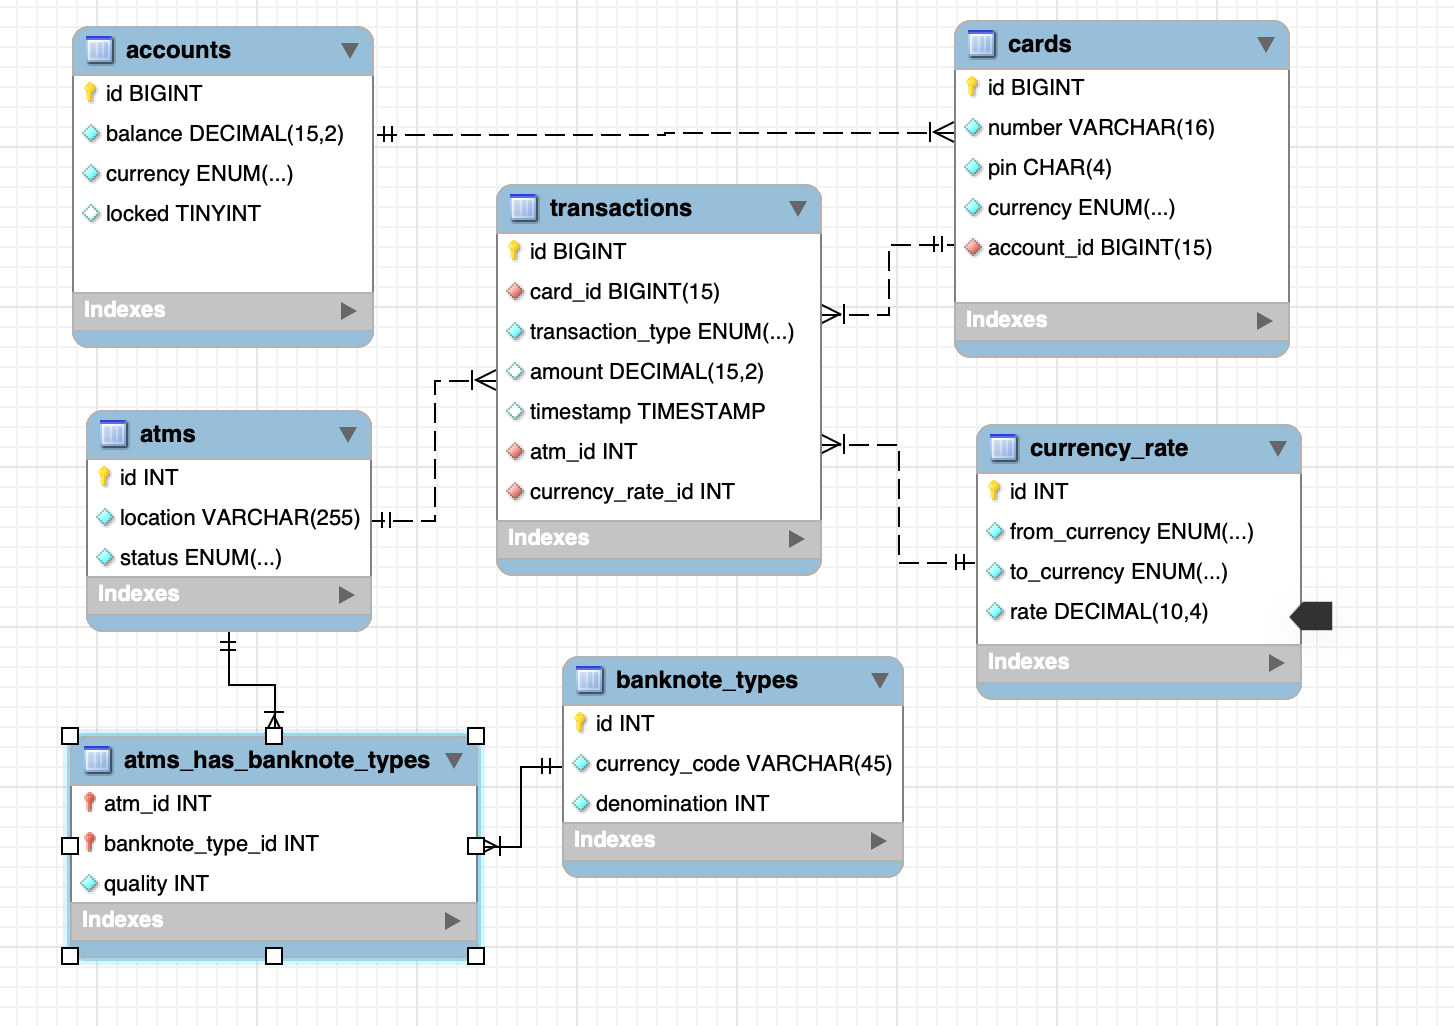 accounts
id BIGINT
balance DECIMAL(15,2)
currency ENUM(...)
locked TINYINT
Indexes
cards
id BIGINT
number VARCHAR(16)
pin CHAR(4)
currency ENUM(...)
account_id BIGINT(15)
Indexes
transactions
id BIGINT
card_id BIGINT(15)
transaction_type ENUM(...)
amount DECIMAL(15,2)
timestamp TIMESTAMP
atm_id INT
currency_rate_id INT
Indexes
atms
id INT
location VARCHAR(255)
status ENUM(...)
Indexes
currency_rate
id INT
from_currency ENUM(...)
to_currency ENUM(...)
rate DECIMAL(10,4)
Indexes
banknote_types
id INT
currency_code VARCHAR(45)
denomination INT
Indexes
atms_has_banknote_types
atm_id INT
banknote_type_id INT
quality INT
Indexes